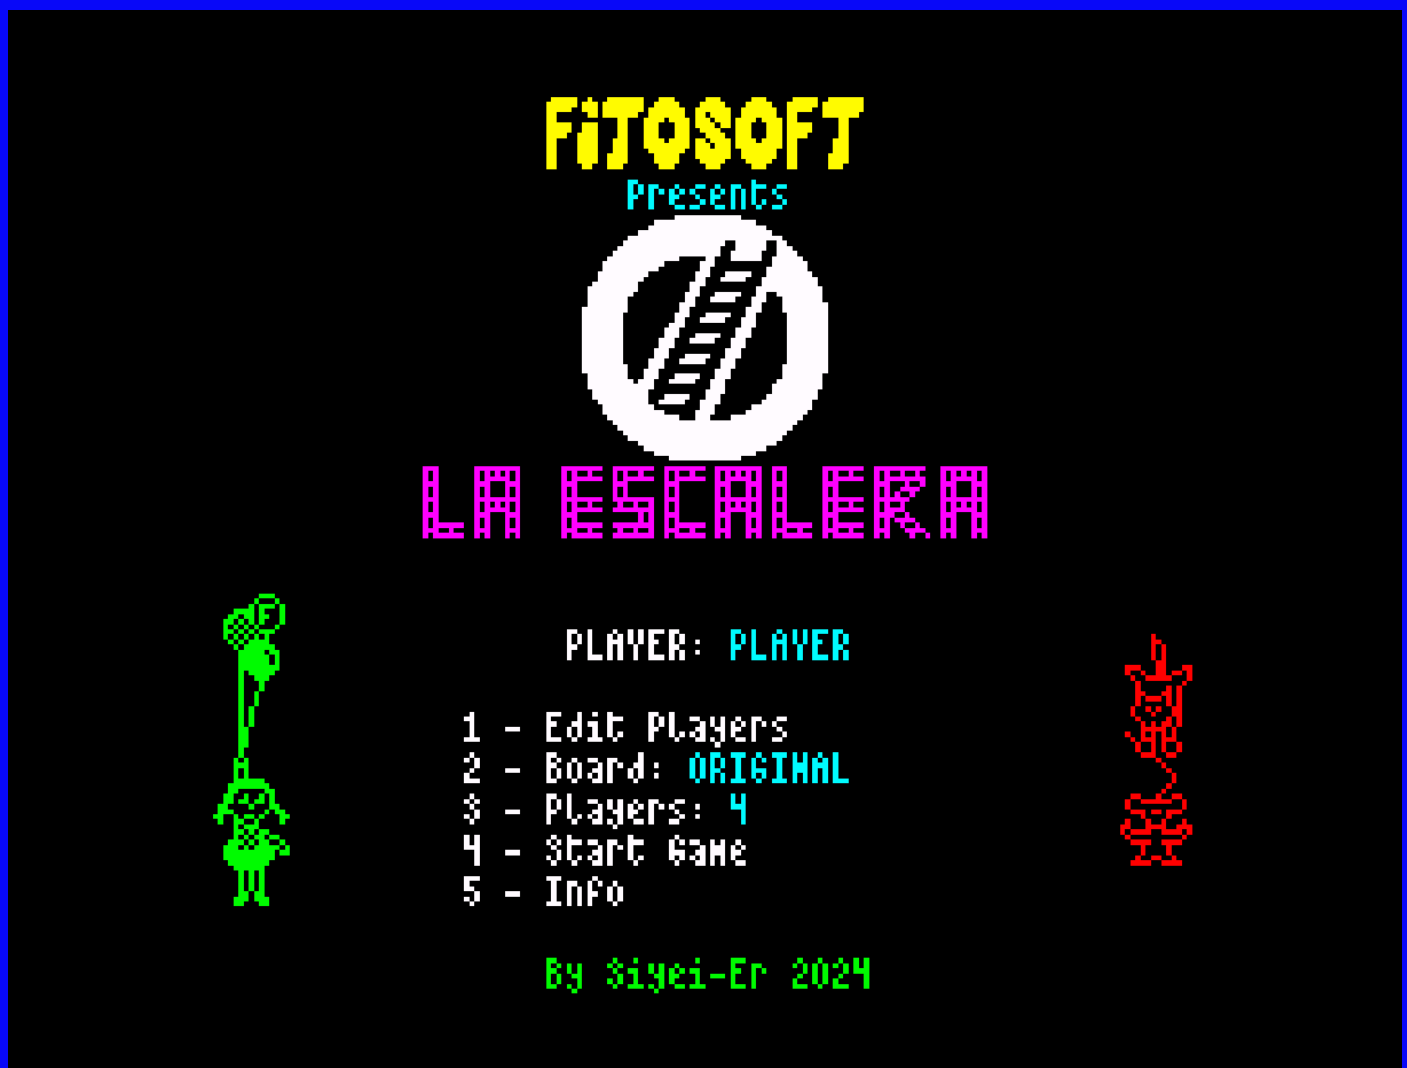 FiTOSOFT
Presents
LA ESCALERA
F
PLAYER: PLAYER
1 - Edit Players
2 - Board: ORIGINAL
3 - Players: 4
4 - Start Game
5 - Info
By Siyei-Er 2024